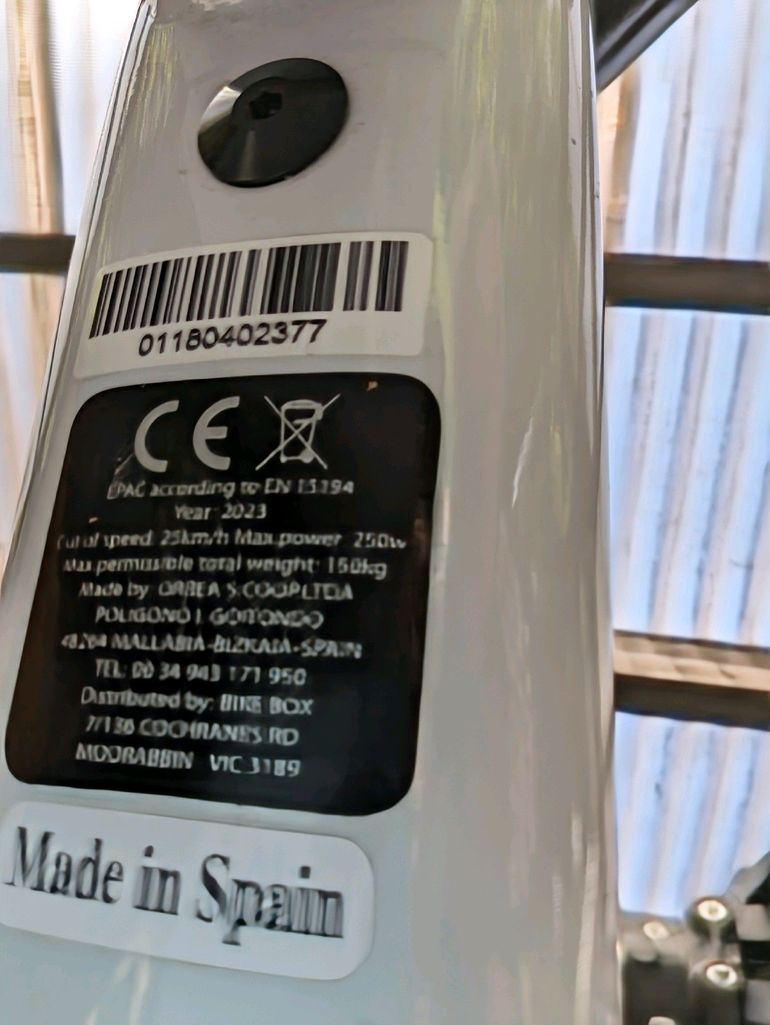 01180402377
CE
EPAC according to EN 15194
Year: 2023
Cut of speed: 25km/h Max.power: 250w
Max.permissible total weight: 150kg
Made by: ORBEA S.COOP.LTDA
POLIGONO I. GOITONDO
48264 MALLABIA-BIZKAIA-SPAIN
TEL: 00 34 943 171 950
Distributed by: BIKE BOX
7/136 COCHRANES RD
MOORABBIN VIC 3189
Made in Spain